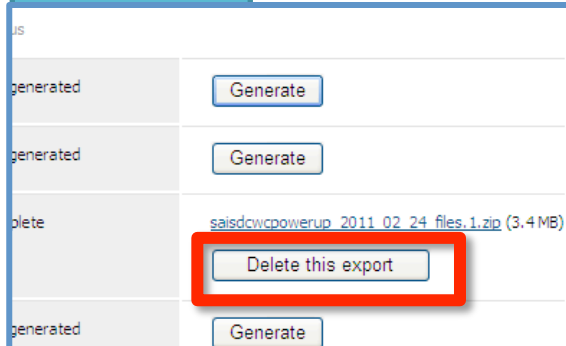 us
generated
Generate
generated
Generate
plete
saisdcwcpowerup_2011_02_24_files.1.zip (3.4 MB)
Delete this export
generated
Generate